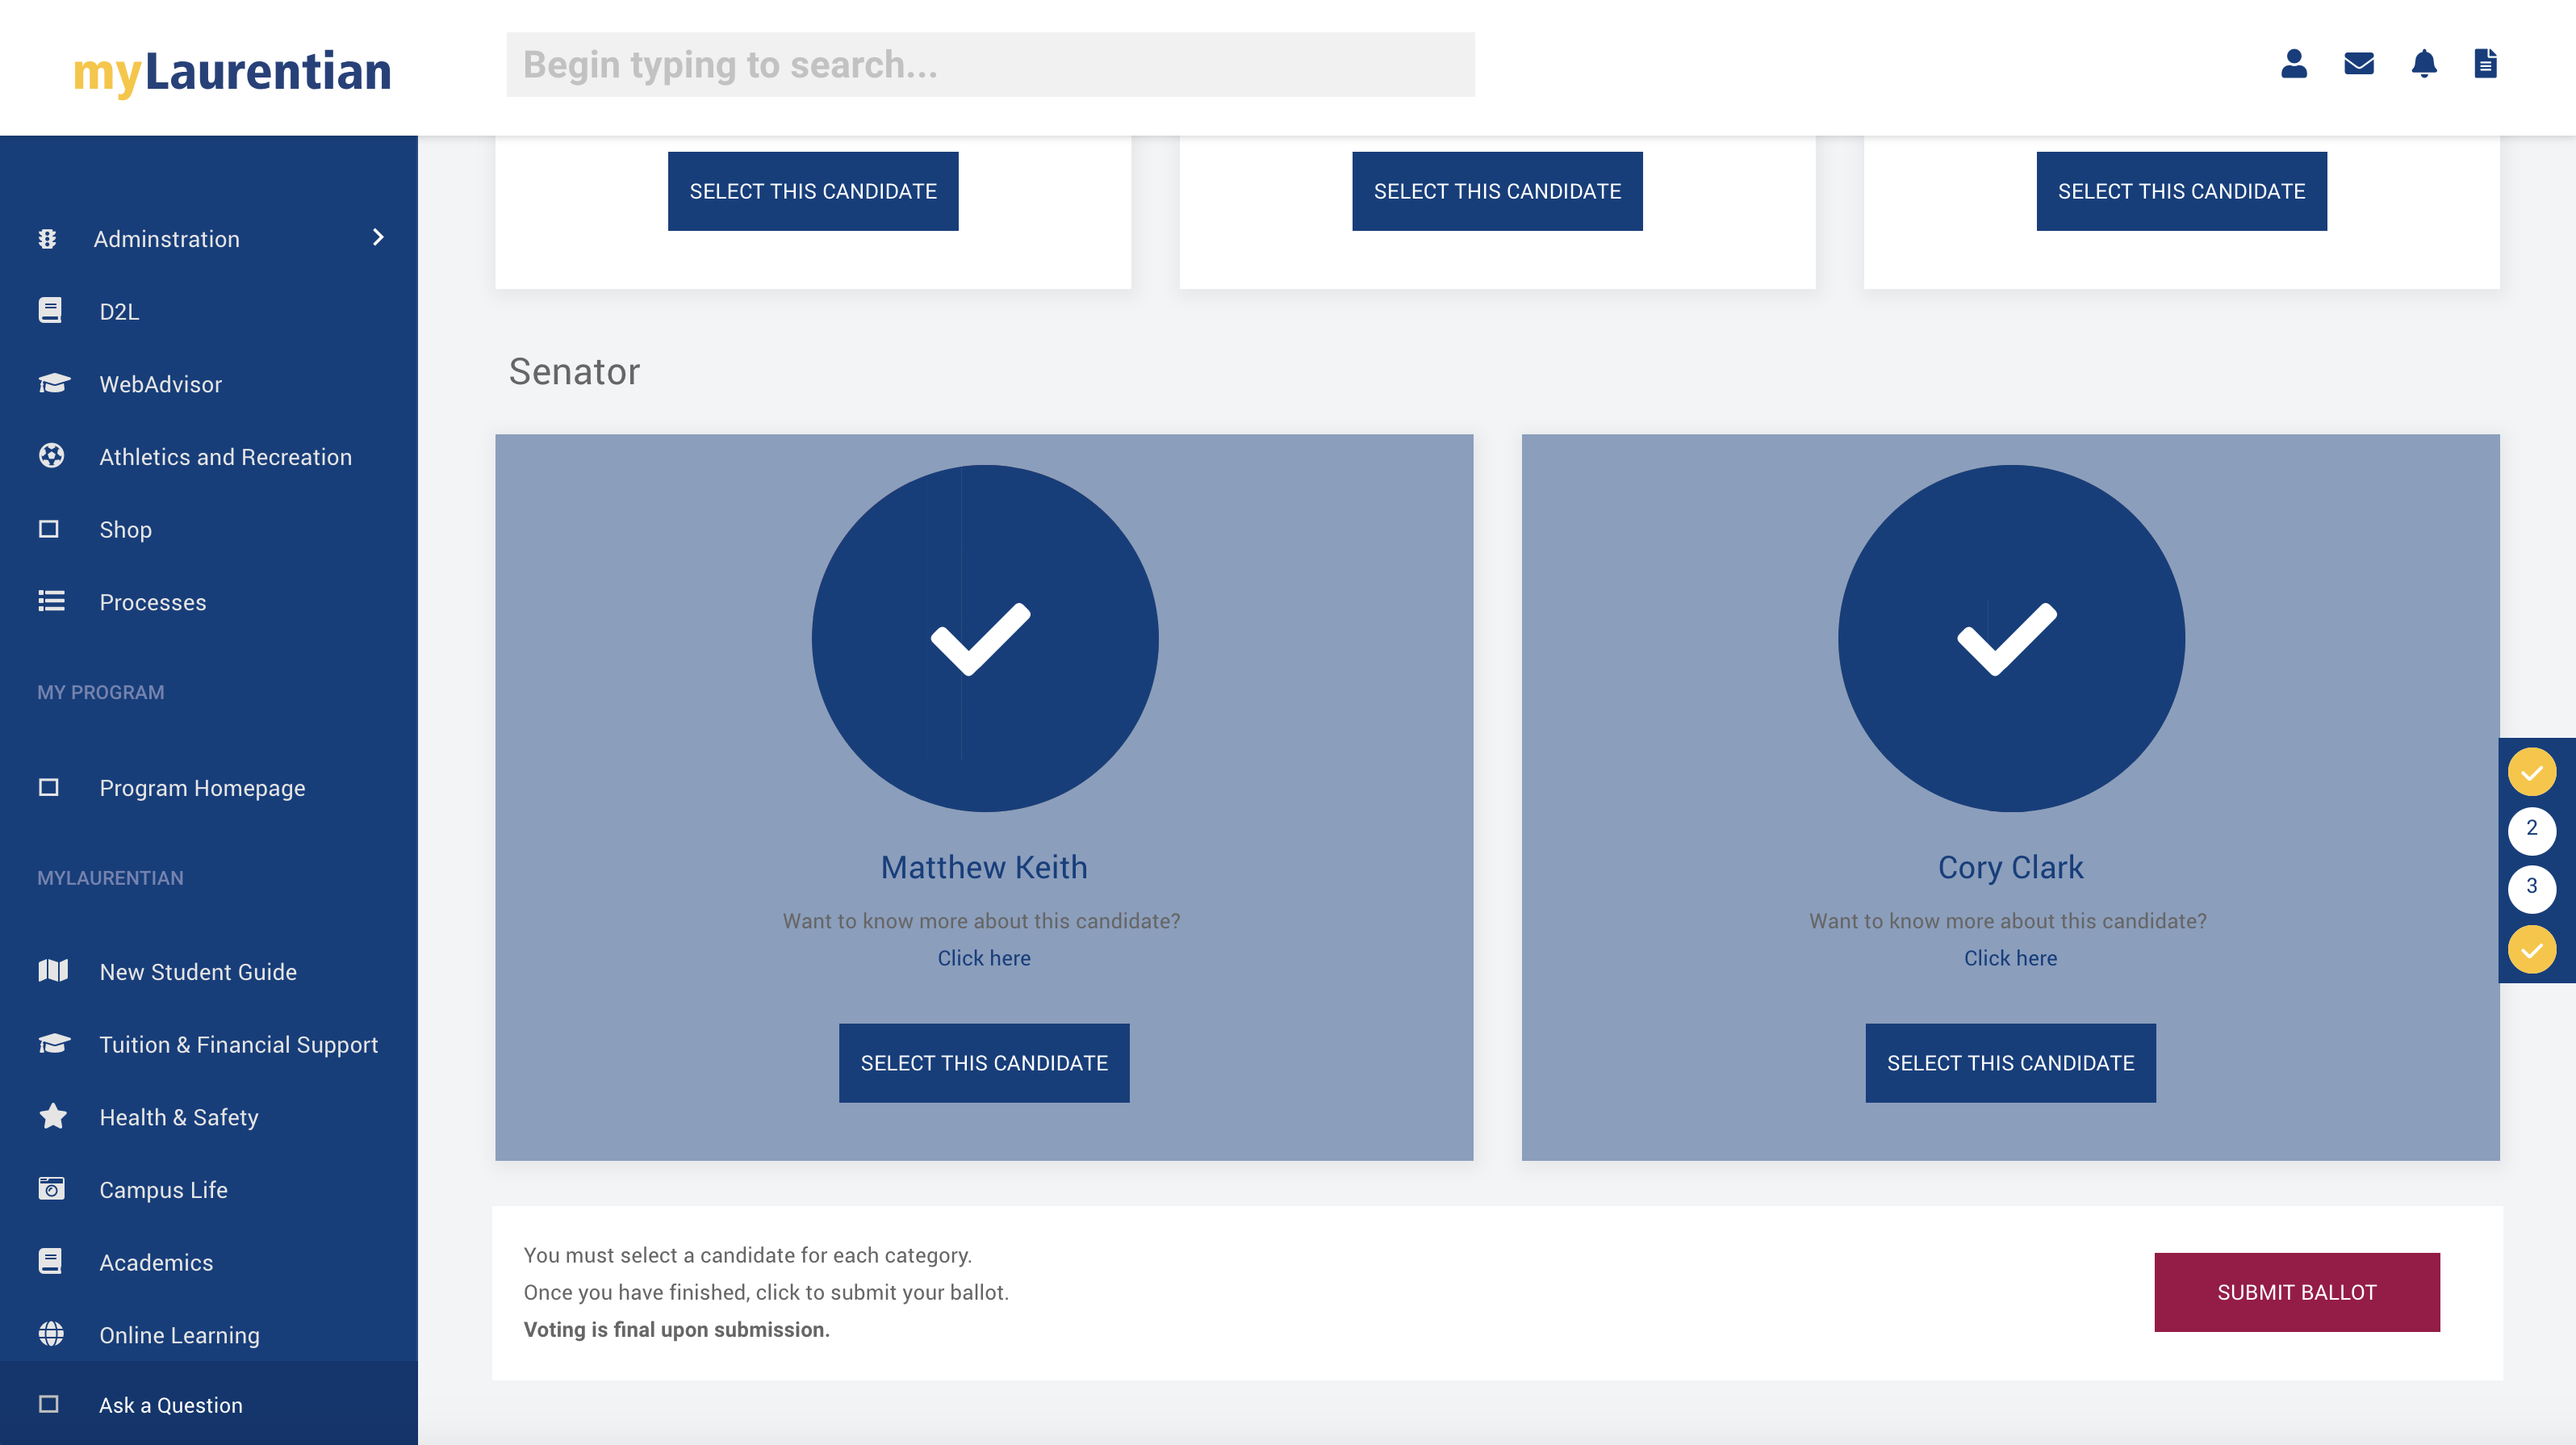 myLaurentian
Begin typing to search...
Adminstration
D2L
WebAdvisor
Athletics and Recreation
Shop
Processes
MY PROGRAM
Program Homepage
MYLAURENTIAN
New Student Guide
Tuition & Financial Support
Health & Safety
Campus Life
Academics
Online Learning
Ask a Question
SELECT THIS CANDIDATE
SELECT THIS CANDIDATE
SELECT THIS CANDIDATE
Senator
Matthew Keith
Want to know more about this candidate?
Click here
SELECT THIS CANDIDATE
Cory Clark
Want to know more about this candidate?
Click here
SELECT THIS CANDIDATE
2
3
You must select a candidate for each category.
Once you have finished, click to submit your ballot.
Voting is final upon submission.
SUBMIT BALLOT